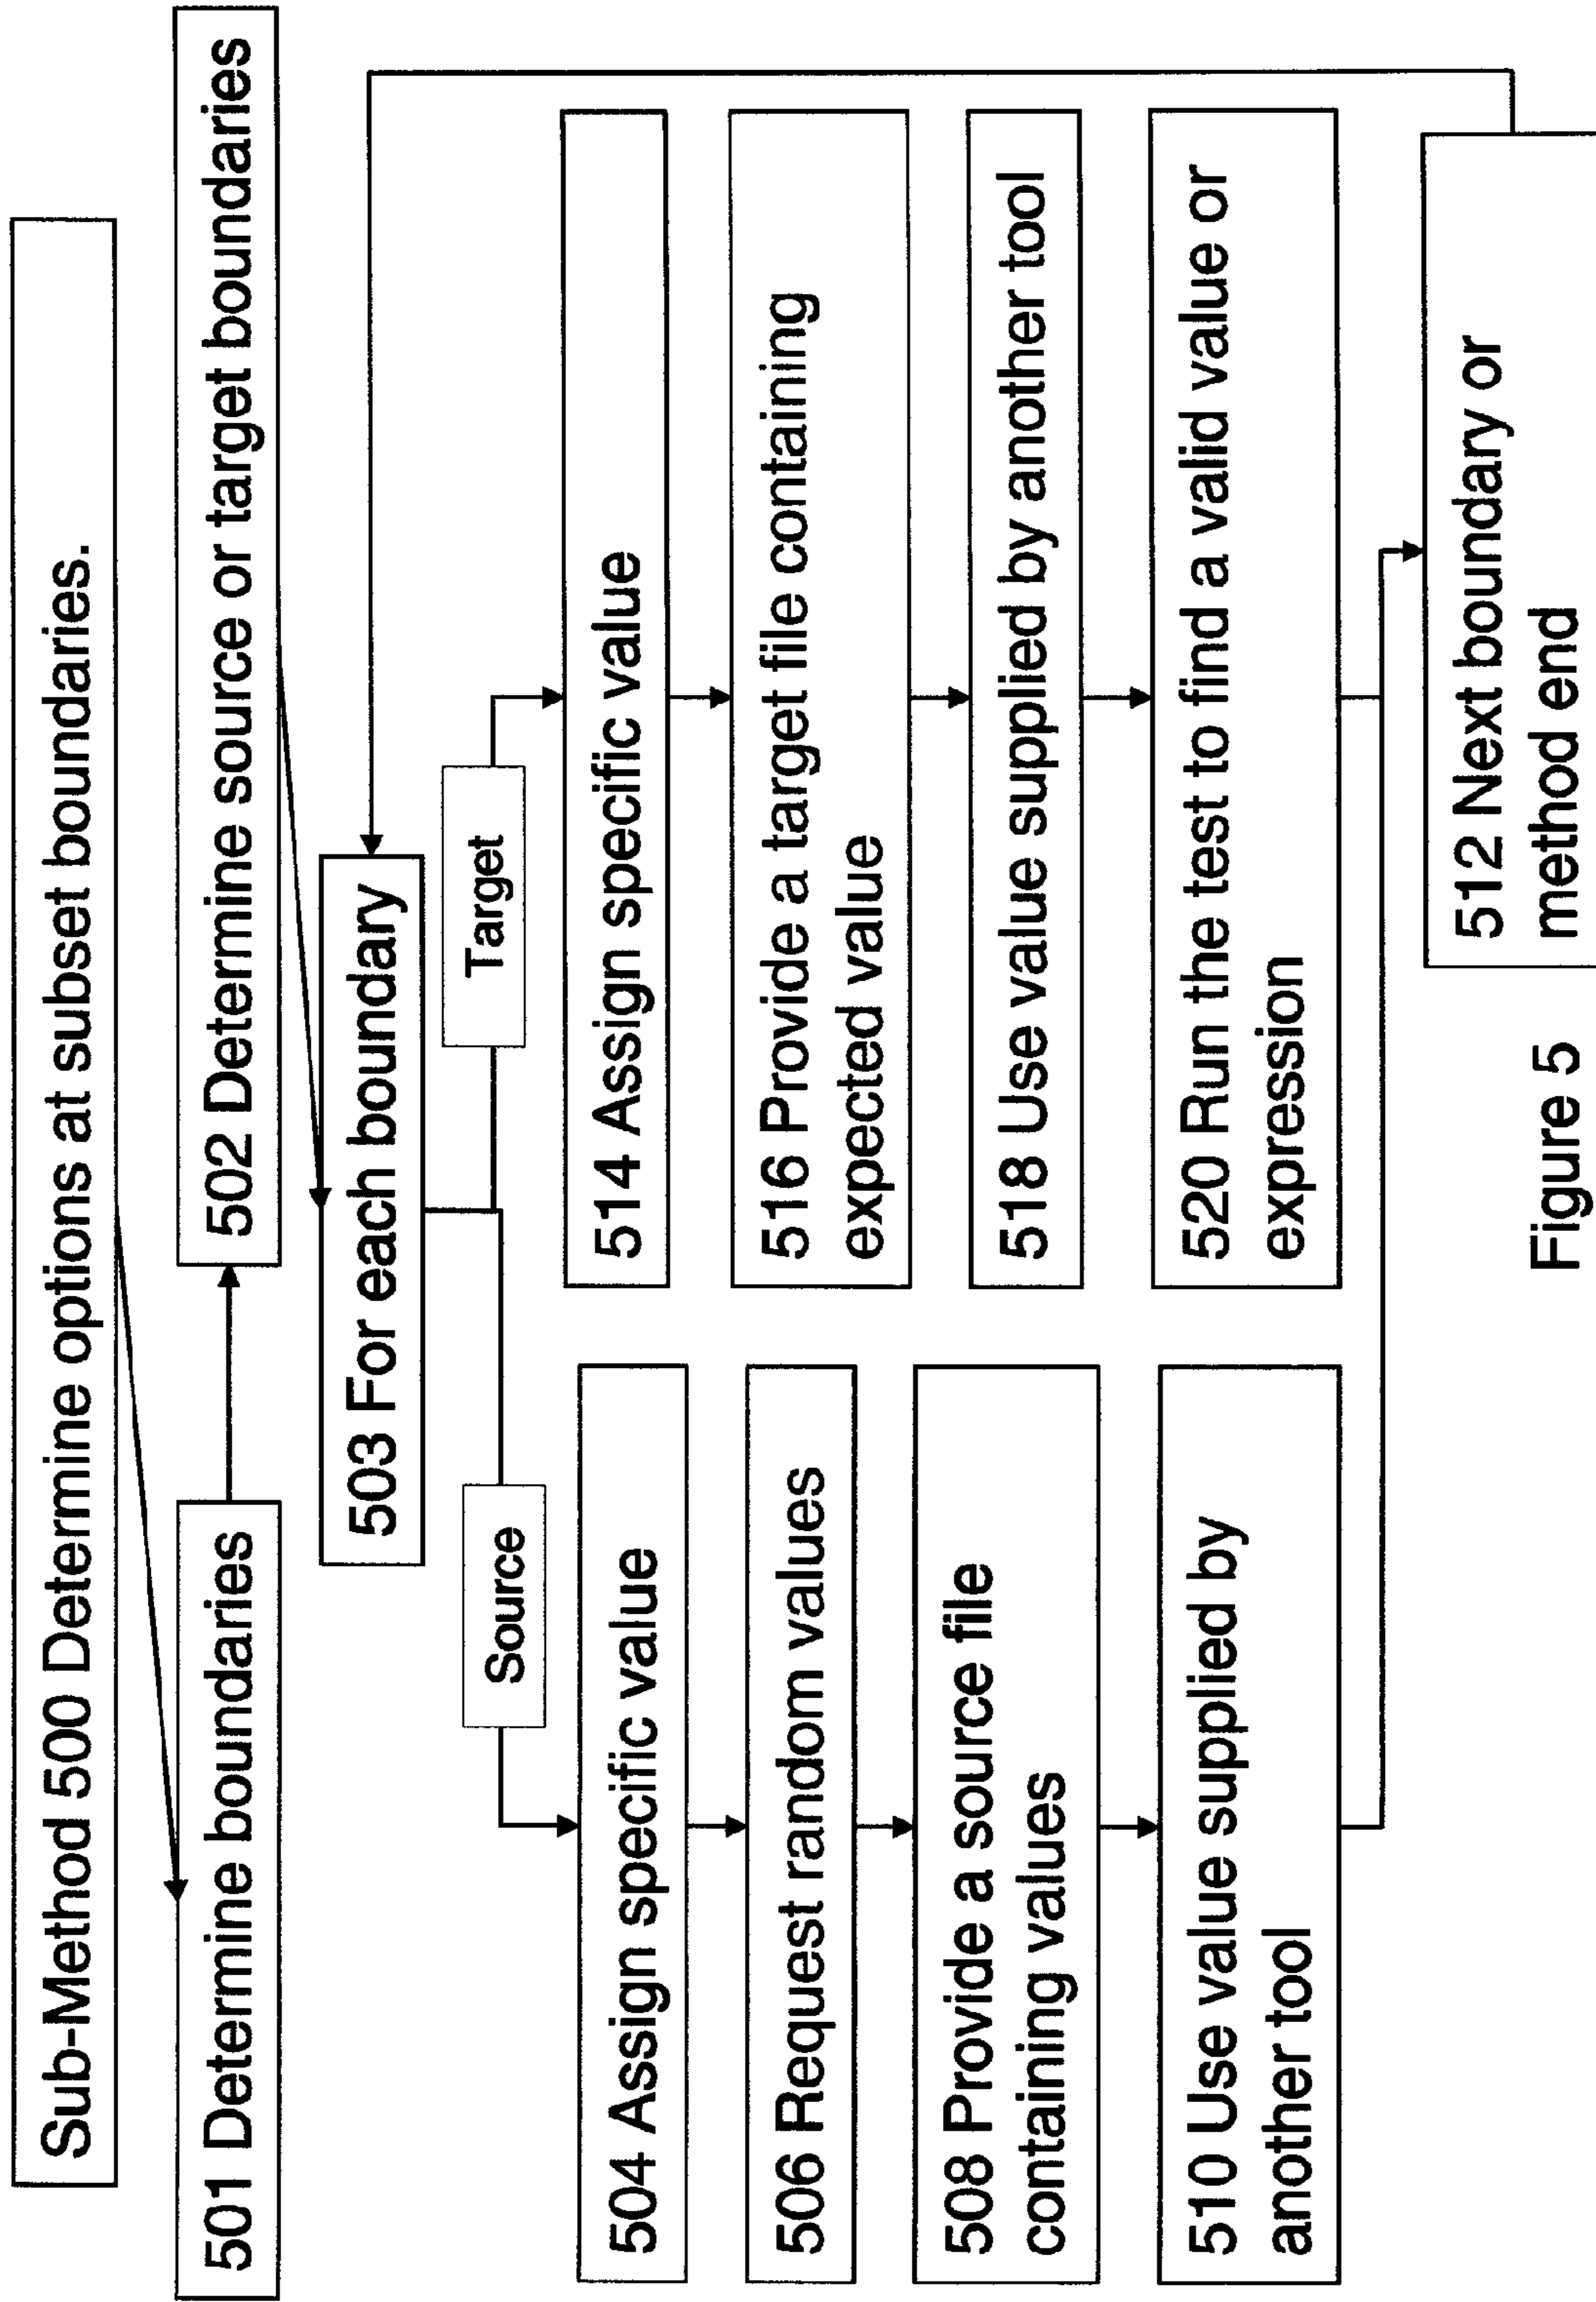 Sub-Method 500 Determine options at subset boundaries.
501 Determine boundaries
502 Determine source or target boundaries
503 For each boundary
Source
Target
504 Assign specific value
506 Request random values
508 Provide a source file
containing values
510 Use value supplied by
another tool
514 Assign specific value
516 Provide a target file containing
expected value
518 Use value supplied by another tool
520 Run the test to find a valid value or
expression
512 Next boundary or
method end
Figure 5